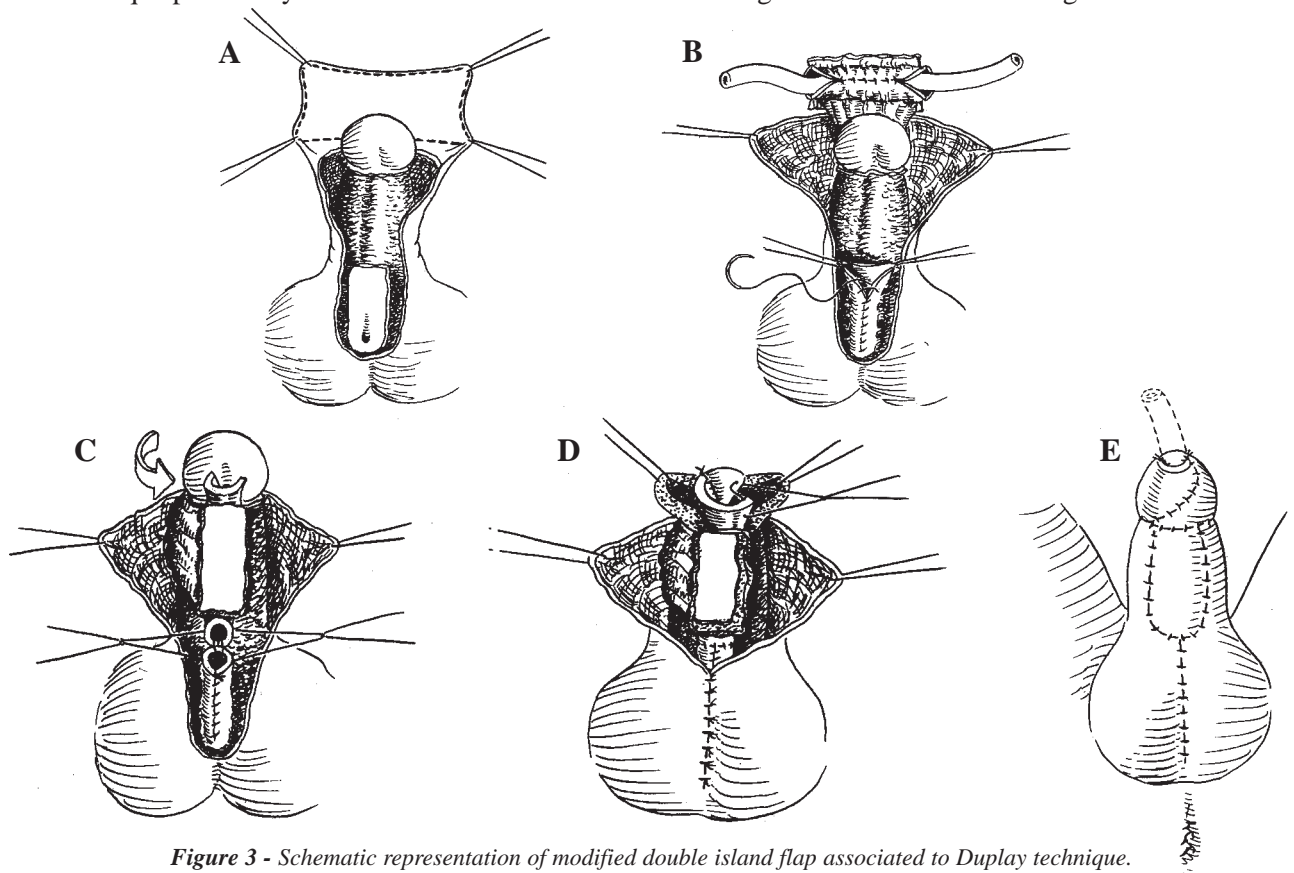 A
B
C
D
E
Figure 3 - Schematic representation of modified double island flap associated to Duplay technique.